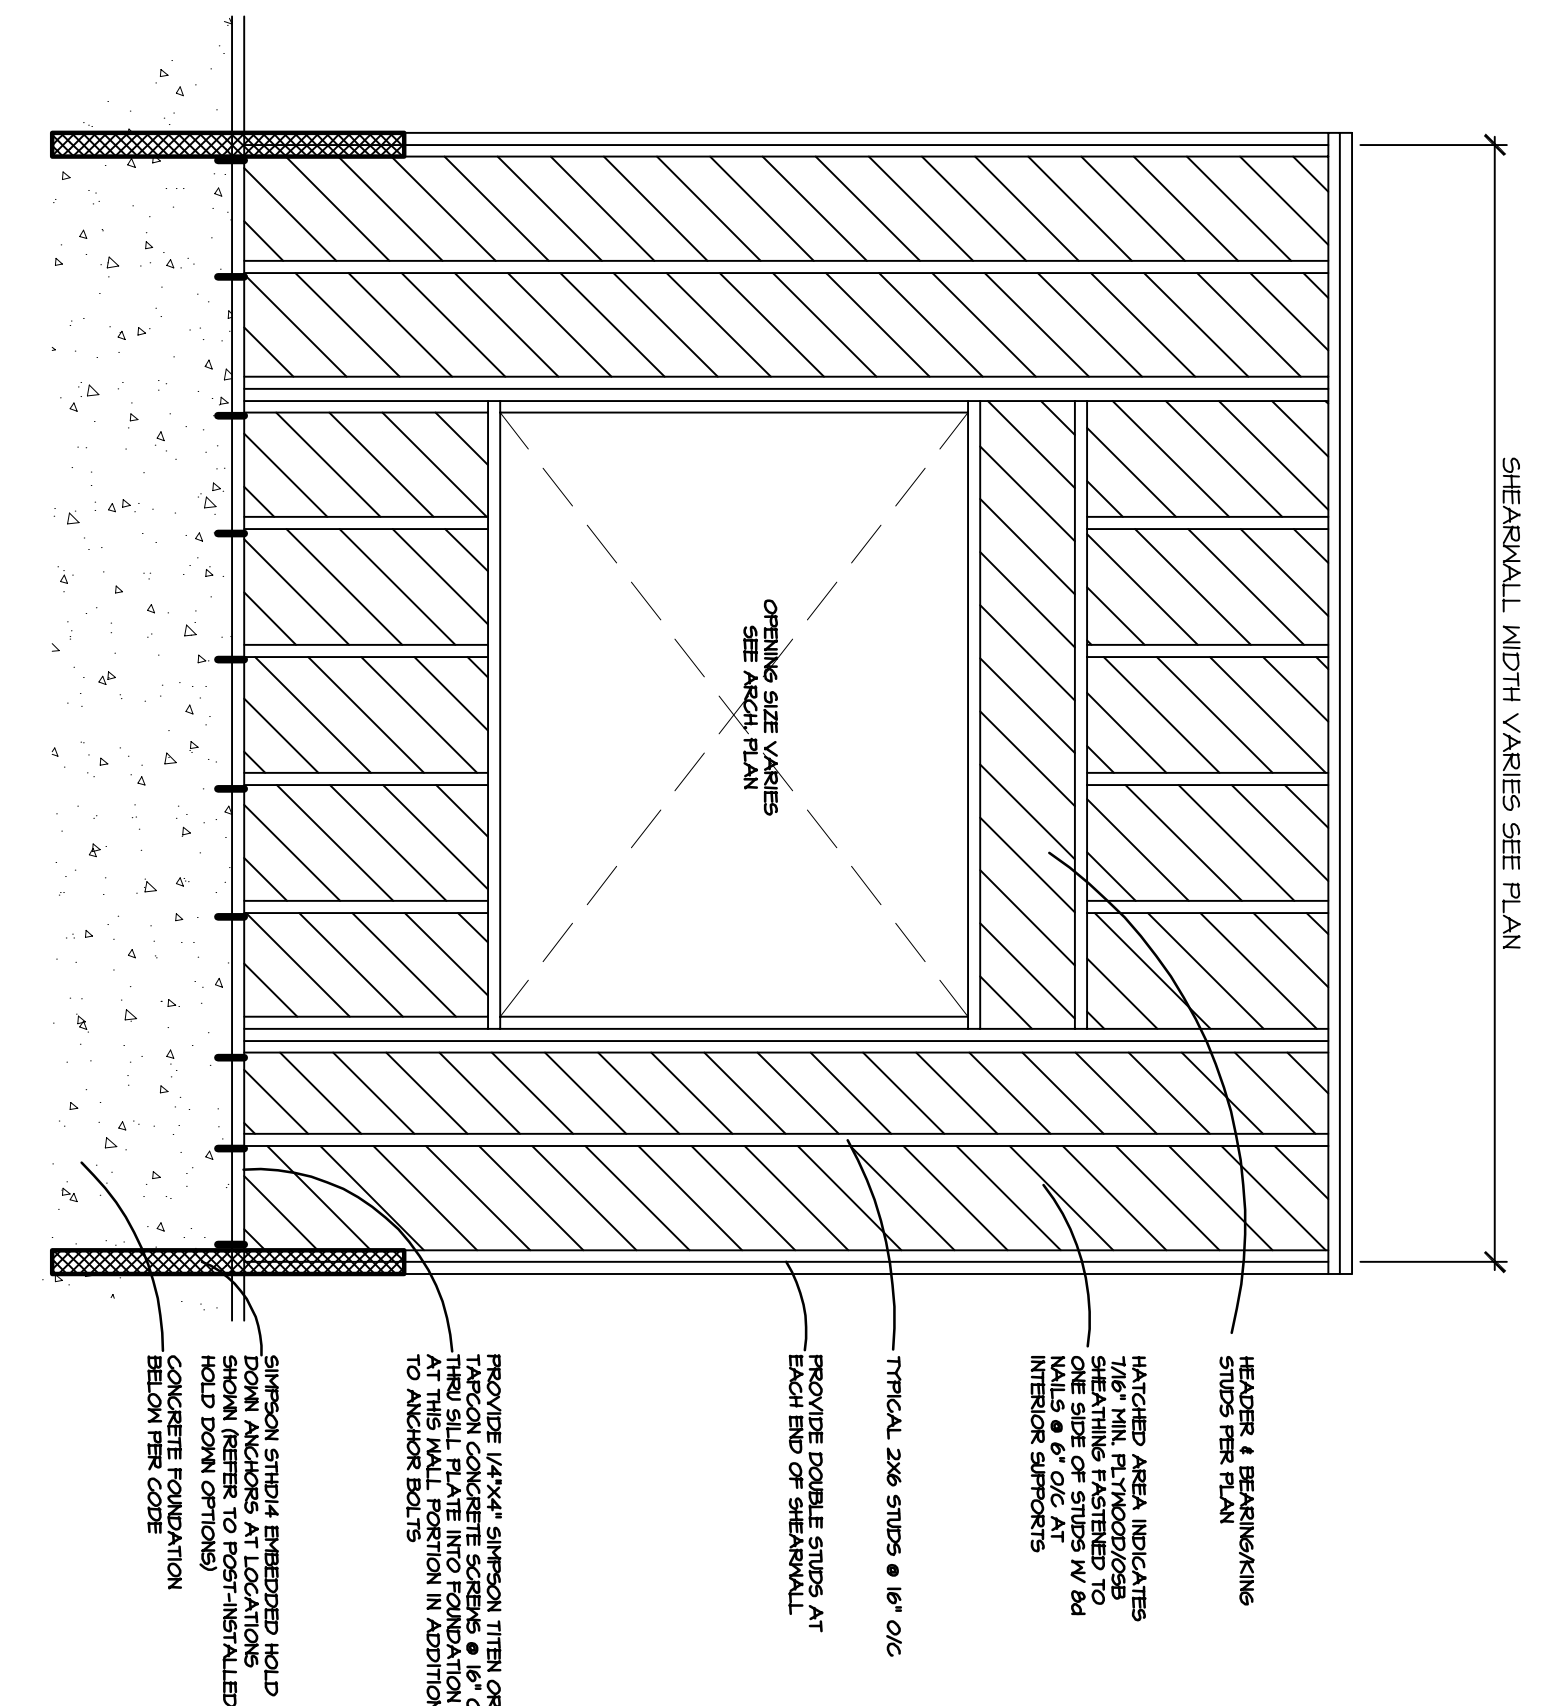 SHEARWALL WIDTH VARIES SEE PLAN
OPENING SIZE VARIES
SEE ARCH. PLAN
HEADER & BEARING/KING
STUDS PER PLAN
HATCHED AREA INDICATES
7/16" MIN. PLYWOOD/OSB
SHEATHING FASTENED TO
ONE SIDE OF STUDS W/ 8d
NAILS @ 6" O/C AT
INTERIOR SUPPORTS
TYPICAL 2X6 STUDS @ 16" O/C
PROVIDE DOUBLE STUDS AT
EACH END OF SHEARWALL
PROVIDE 1/4"X4" SIMPSON TITEN OR
TAPCON CONCRETE SCREWS @ 16"
THRU SILL PLATE INTO FOUNDATION
AT THIS WALL PORTION IN ADDITION
TO ANCHOR BOLTS
SIMPSON STHD14 EMBEDDED HOLD
DOWN ANCHORS AT LOCATIONS
SHOWN (REFER TO POST-INSTALLED
HOLD DOWN OPTIONS)
CONCRETE FOUNDATION
BELOW PER CODE